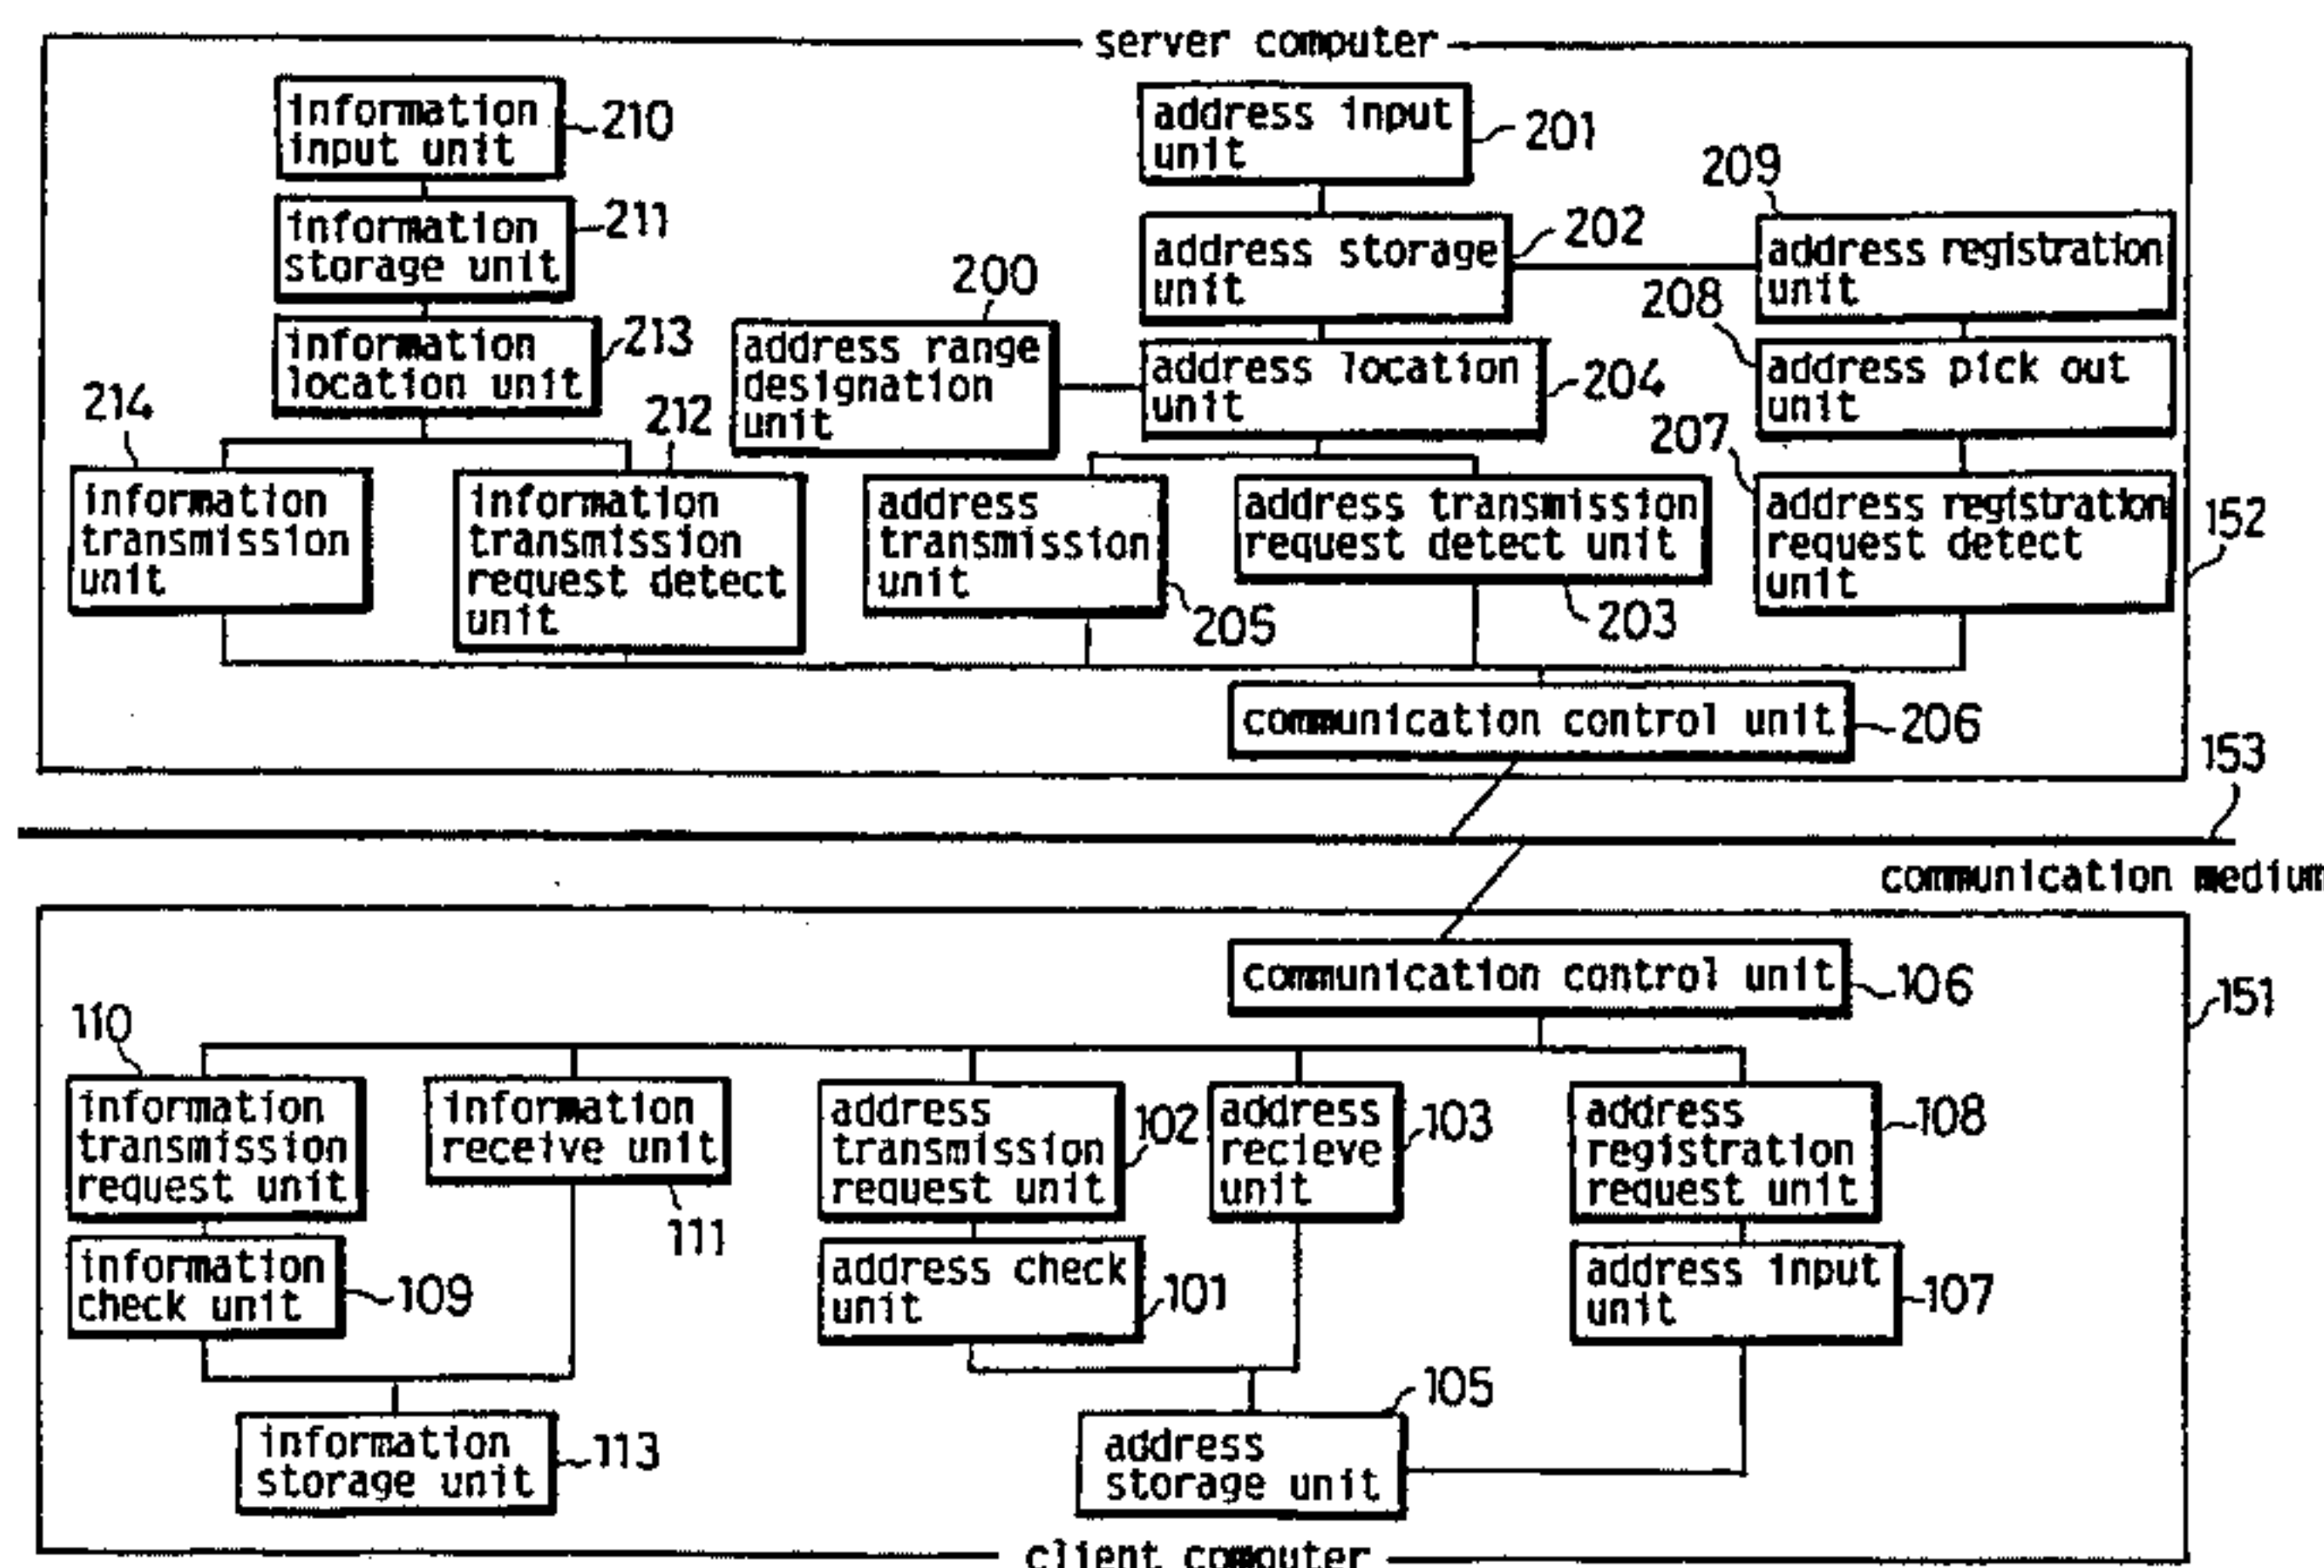 server computer
information
input unit
210
address input
unit
201
209
information
storage unit
211
address storage
unit
202
address registration
unit
200
208
information
location unit
213
address range
designation
unit
address location
unit
204
address pick out
unit
214
212
207
information
transmission
unit
information
transmission
request detect
unit
address
transmission
unit
205
address transmission
request detect unit
203
address registration
request detect
unit
152
communication control unit
206
153
communication medium
communication control unit
106
151
110
information
transmission
request unit
information
receive unit
111
address
transmission
request unit
102
address
recieve
unit
103
address
registration
request unit
108
information
check unit
109
address check
unit
101
address input
unit
107
105
information
storage unit
113
address
storage unit
client computer